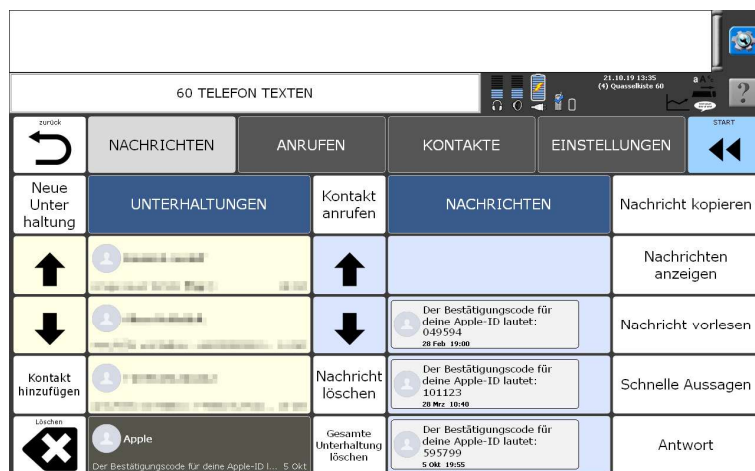 60 TELEFON TEXTEN
21.10.19 13:35
(4) Quasselkiste 60
zurück
NACHRICHTEN
ANRUFEN
KONTAKTE
EINSTELLUNGEN
START
Neue
Unter
haltung
UNTERHALTUNGEN
Kontakt
anrufen
NACHRICHTEN
Nachricht kopieren
Nachrichten
anzeigen
Der Bestätigungscode für
deine Apple-ID lautet:
049594
28 Feb 19:00
Nachricht vorlesen
Kontakt
hinzufügen
Nachricht
löschen
Der Bestätigungscode für
deine Apple-ID lautet:
101123
28 Mrz 10:40
Schnelle Aussagen
Löschen
Apple
Der Bestätigungscode für deine Apple-ID l... 5 Okt
Gesamte
Unterhaltung
löschen
Der Bestätigungscode für
deine Apple-ID lautet:
595799
5 Okt 19:55
Antwort